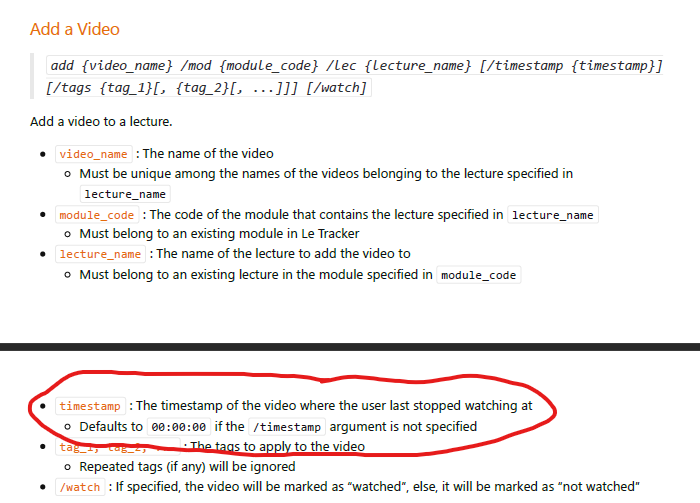 Add a Video
add {video_name} /mod {module_code} /lec {lecture_name} [/timestamp {timestamp}]
[/tags {tag_1}[, {tag_2}[, ...]]] [/watch]
Add a video to a lecture.
• video_name : The name of the video
○ Must be unique among the names of the videos belonging to the lecture specified in
lecture_name
• module_code : The code of the module that contains the lecture specified in lecture_name
○ Must belong to an existing module in Le Tracker
• lecture_name : The name of the lecture to add the video to
○ Must belong to an existing lecture in the module specified in module_code
• timestamp : The timestamp of the video where the user last stopped watching at
○ Defaults to 00:00:00 if the /timestamp argument is not specified
• tag_1, tag_2, ... : The tags to apply to the video
○ Repeated tags (if any) will be ignored
• /watch : If specified, the video will be marked as “watched”, else, it will be marked as “not watched”